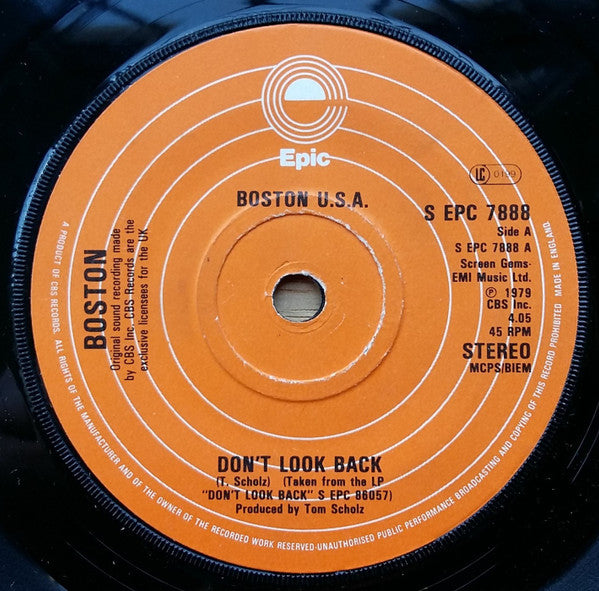 Epic
LC 0199
BOSTON U.S.A.
S EPC 7888
Side A
S EPC 7888 A
Screen Gems-
EMI Music Ltd.
℗ 1979
CBS Inc.
4.05
45 RPM
STEREO
MCPS/BIEM
BOSTON
Original sound recording made
by CBS Inc. CBS Records are the
exclusive licensees for the UK
DON'T LOOK BACK
(T. Scholz) (Taken from the LP
"DON'T LOOK BACK" S EPC 86057)
Produced by Tom Scholz
A PRODUCT OF CBS RECORDS. ALL RIGHTS OF THE MANUFACTURER AND OF THE OWNER OF THE RECORDED WORK RESERVED-UNAUTHORISED PUBLIC PERFORMANCE BROADCASTING AND COPYING OF THIS RECORD PROHIBITED MADE IN ENGLAND.